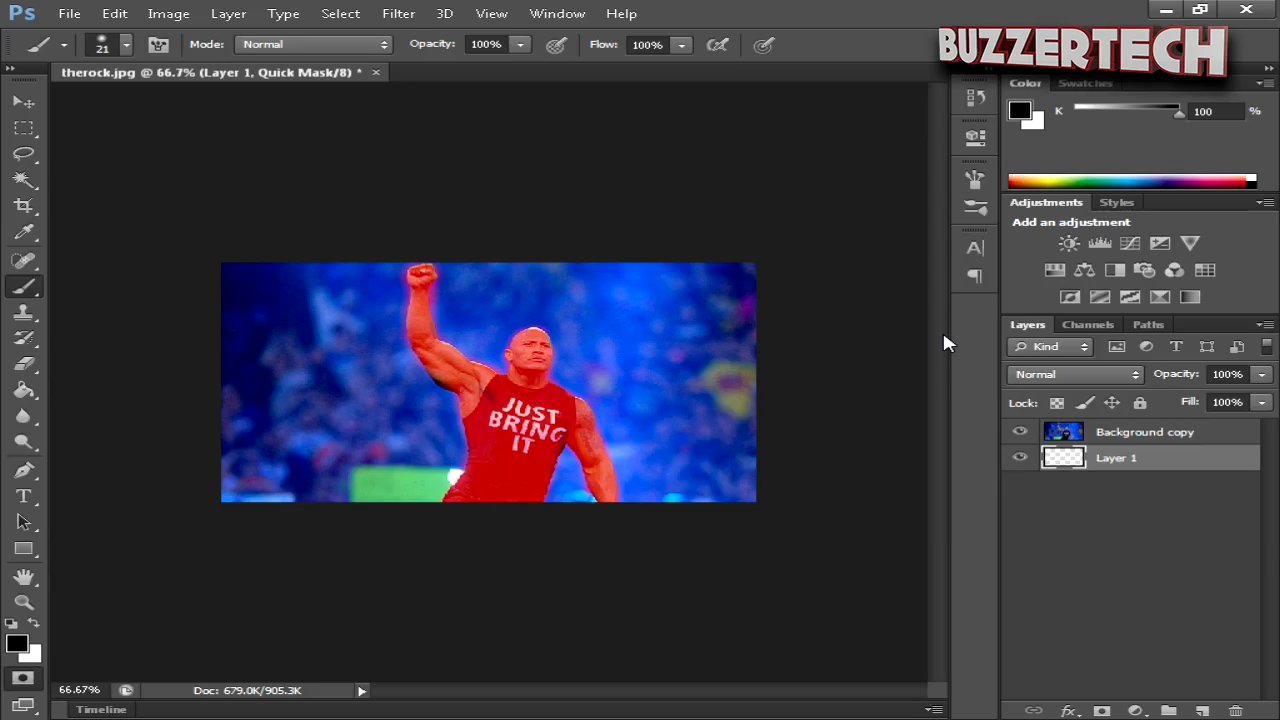 Ps File Edit Image Layer Type Select Filter 3D View Window Help
21 Mode: Normal Opacity: 100% Flow: 100%
BUZZERTECH
therock.jpg @ 66.7% (Layer 1, Quick Mask/8) * ×
Color Swatches
K 100 %
Adjustments Styles
Add an adjustment
Layers Channels Paths
Kind
Normal Opacity: 100%
Lock: Fill: 100%
Background copy
Layer 1
JUST
BRING
IT
66.67% Doc: 679.0K/905.3K
Timeline